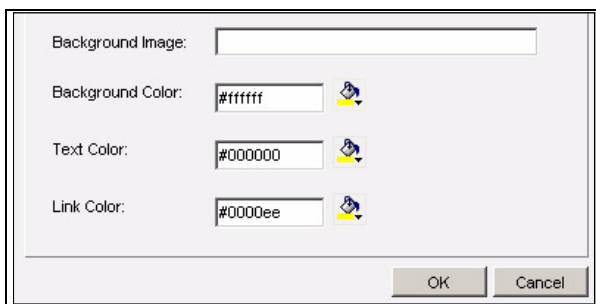 Background Image:
Background Color: #ffffff
Text Color: #000000
Link Color: #0000ee
OK Cancel